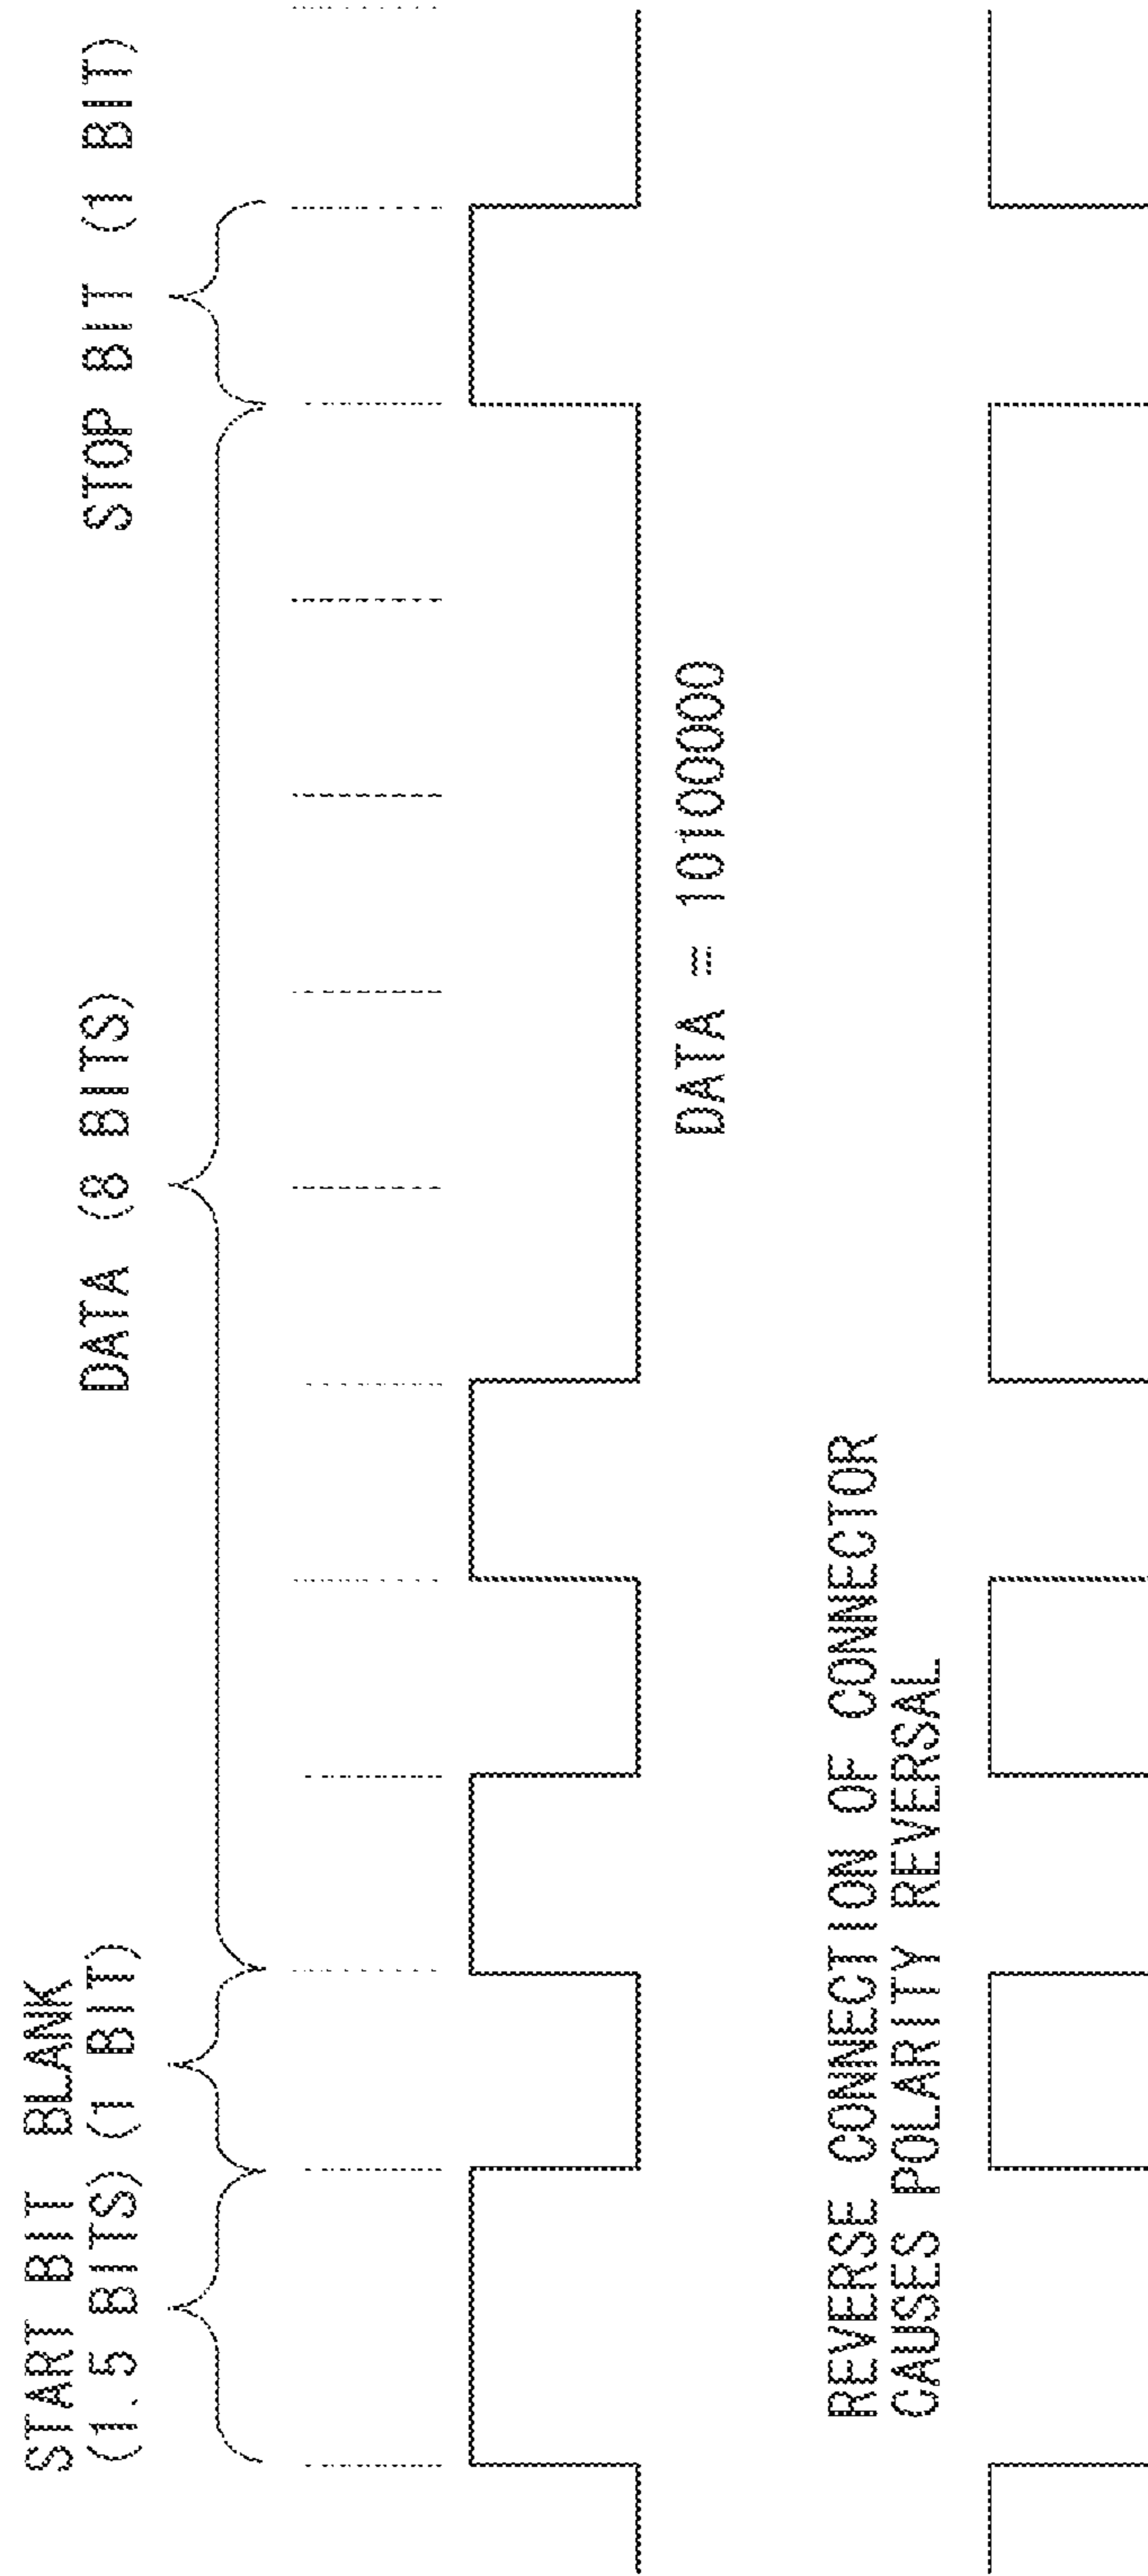 START BIT BLANK
(1.5 BITS) (1 BIT)
DATA (8 BITS)
STOP BIT (1 BIT)
DATA = 10100000
REVERSE CONNECTION OF CONNECTOR
CAUSES POLARITY REVERSAL